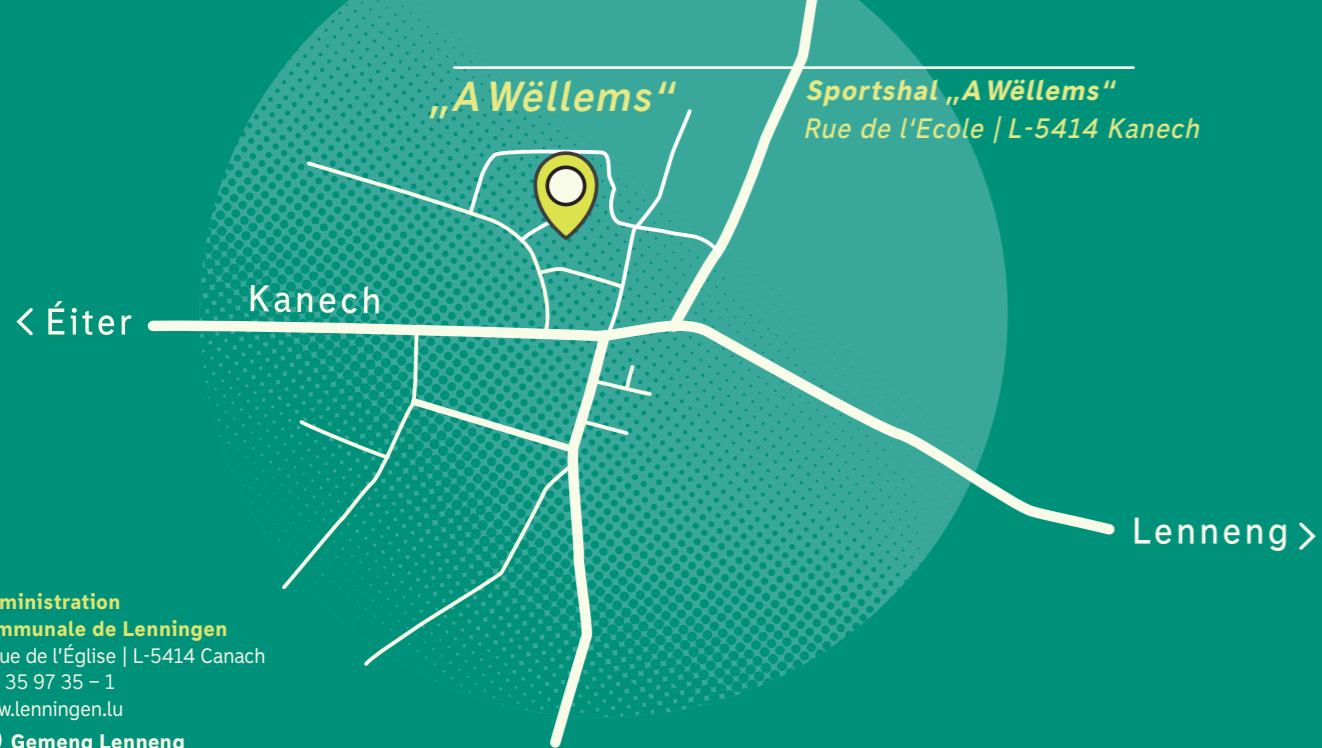 „A Wëllems“
Sportshal „A Wëllems“
Rue de l‘Ecole | L-5414 Kanech
Kanech
< Éiter
Lenneng >
ministration
mmunale de Lenningen
ue de l’Église | L-5414 Canach
35 97 35 – 1
w.lenningen.lu
Gemeng Lenneng